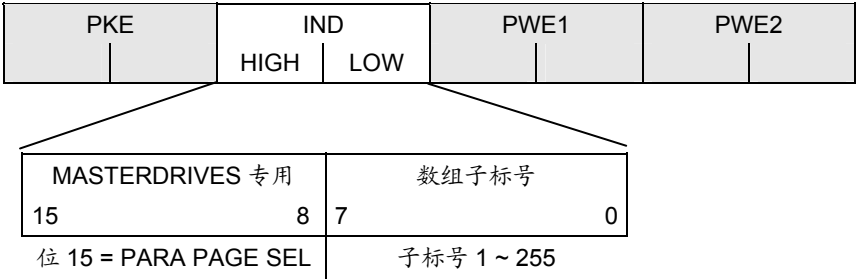 PKE IND PWE1 PWE2
HIGH LOW
MASTERDRIVES 专用 数组子标号
15 8 7 0
位 15 = PARA PAGE SEL 子标号 1 ~ 255